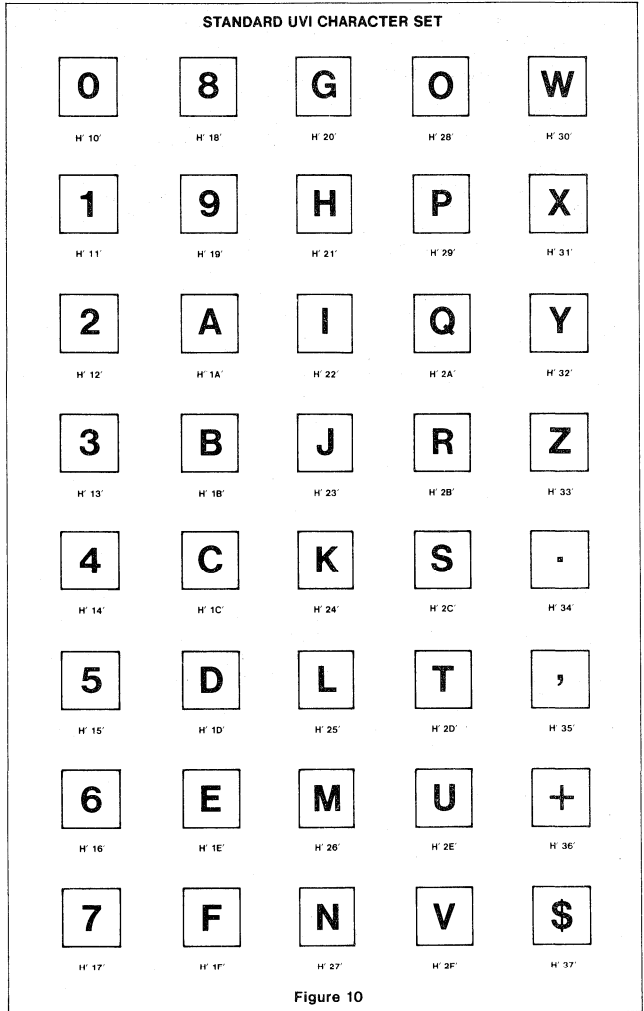 STANDARD UVI CHARACTER SET
0 8 G O W
H' 10' H' 18' H' 20' H' 28' H' 30'
1 9 H P X
H' 11' H' 19' H' 21' H' 29' H' 31'
2 A I Q Y
H' 12' H' 1A' H' 22' H' 2A' H' 32'
3 B J R Z
H' 13' H' 1B' H' 23' H' 2B' H' 33'
4 C K S .
H' 14' H' 1C' H' 24' H' 2C' H' 34'
5 D L T ,
H' 15' H' 1D' H' 25' H' 2D' H' 35'
6 E M U +
H' 16' H' 1E' H' 26' H' 2E' H' 36'
7 F N V $
H' 17' H' 1F' H' 27' H' 2F' H' 37'
Figure 10